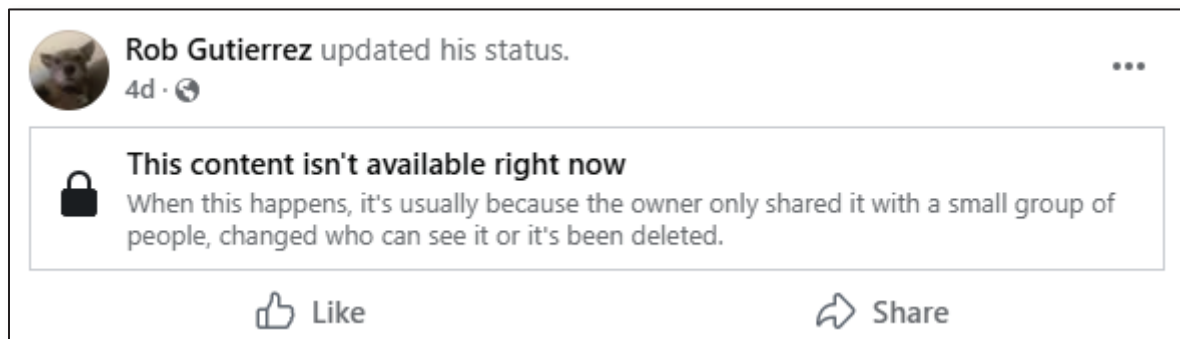 Rob Gutierrez updated his status.
4d ·
This content isn't available right now
When this happens, it's usually because the owner only shared it with a small group of
people, changed who can see it or it's been deleted.
Like
Share